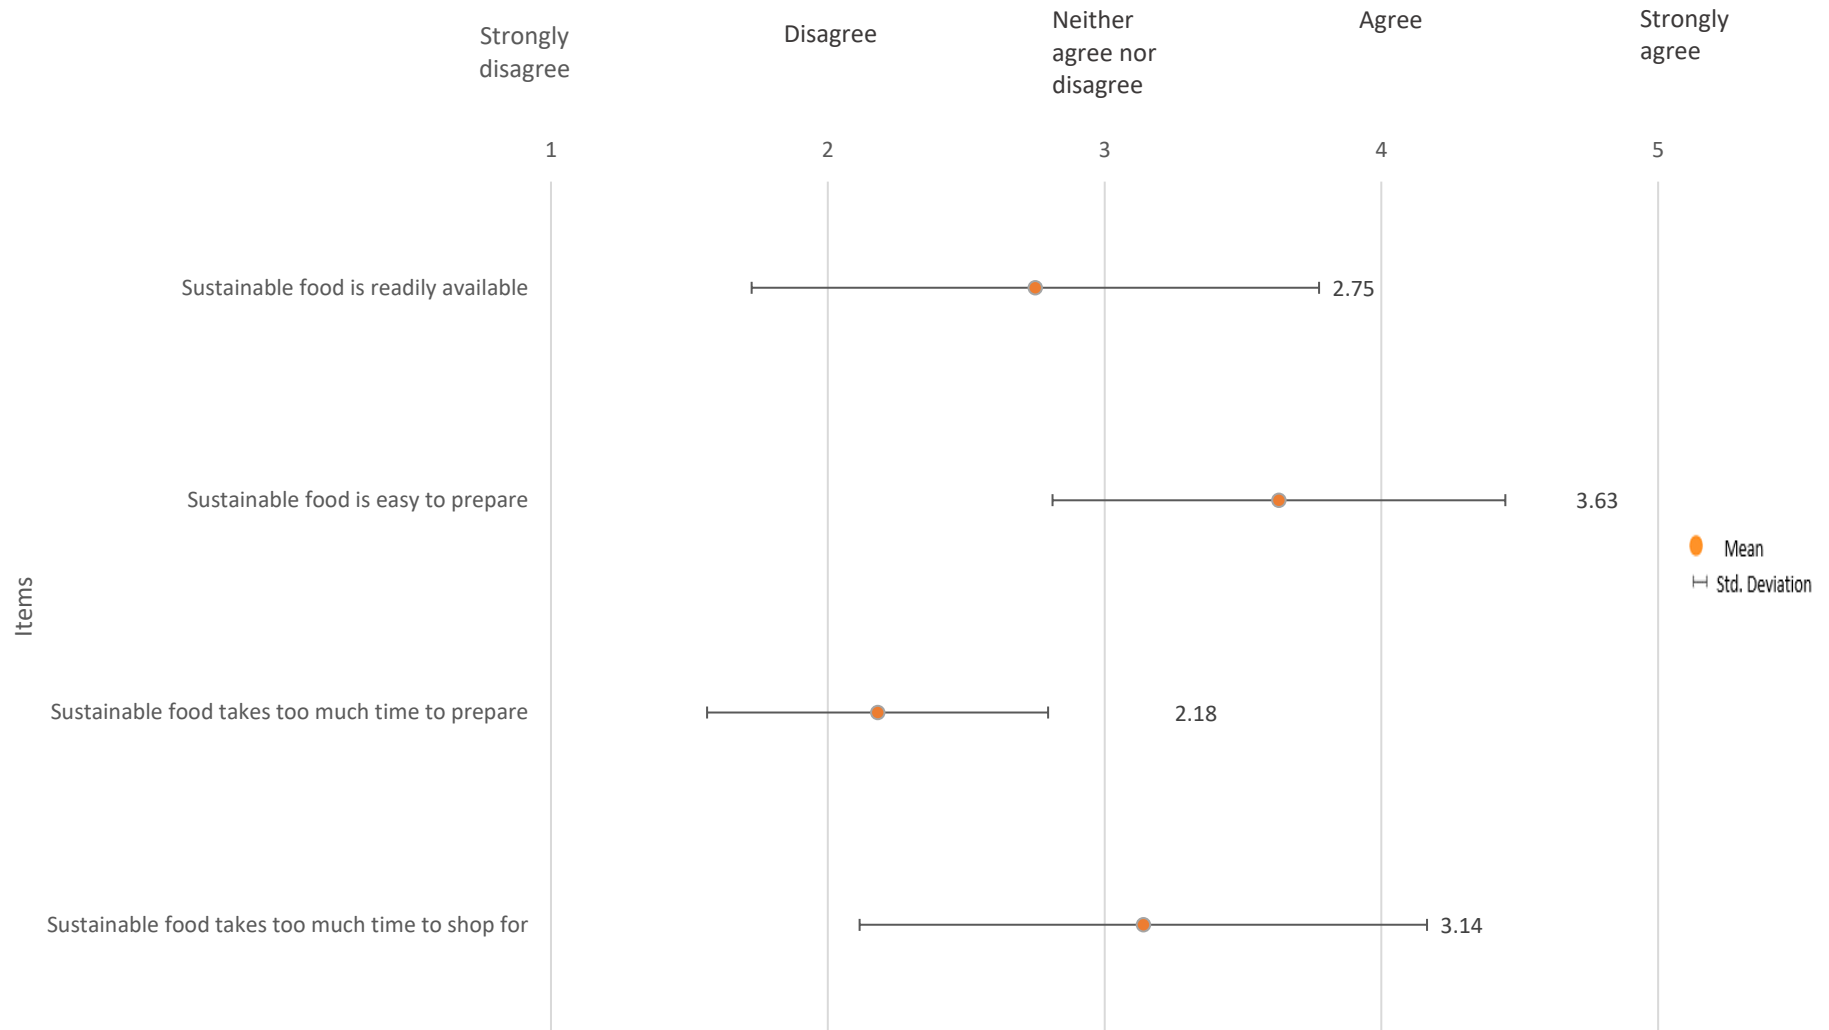 Strongly
disagree
Disagree
Neither
agree nor
disagree
Agree
Strongly
agree
1
2
3
4
5
Sustainable food is readily available
2.75
Sustainable food is easy to prepare
3.63
Mean
Std. Deviation
Items
Sustainable food takes too much time to prepare
2.18
Sustainable food takes too much time to shop for
3.14